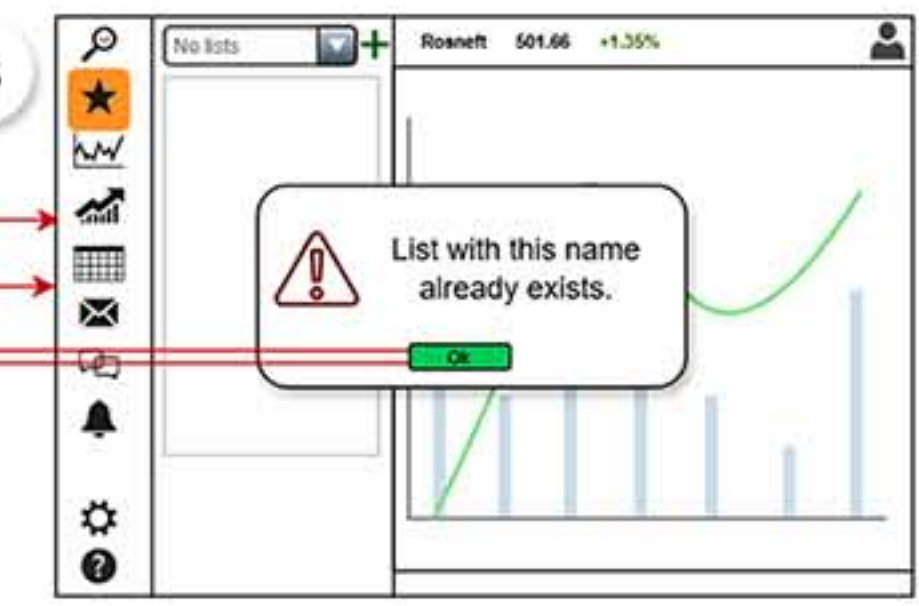 No lists
Rosneft 501.66 +1.35%
List with this name
already exists.
Ok